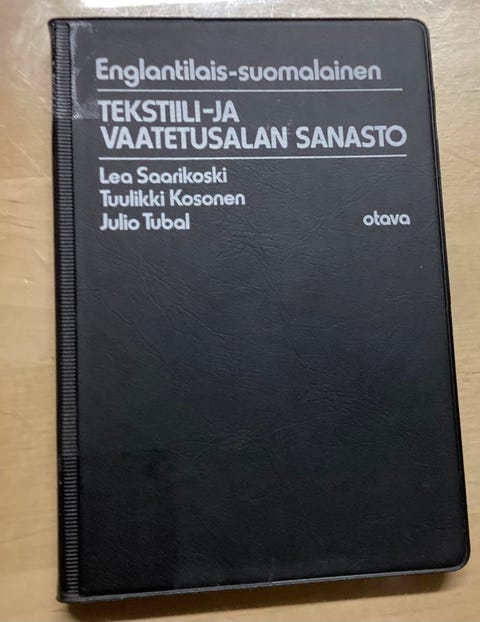 Englantilais-suomalainen
TEKSTIILI-JA
VAATETUSALAN SANASTO
Lea Saarikoski
Tuulikki Kosonen
Julio Tubal
otava